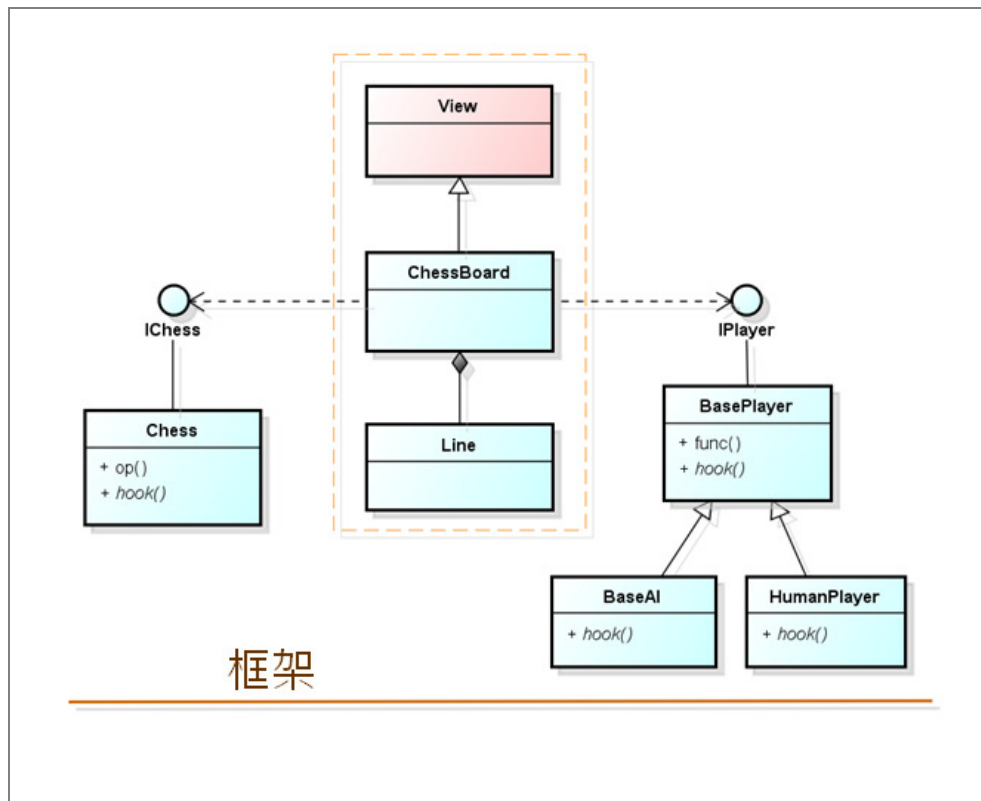 View
ChessBoard
IChess
IPlayer
Chess
+ op()
+ hook()
Line
BasePlayer
+ func()
+ hook()
BaseAI
+ hook()
HumanPlayer
+ hook()
框架